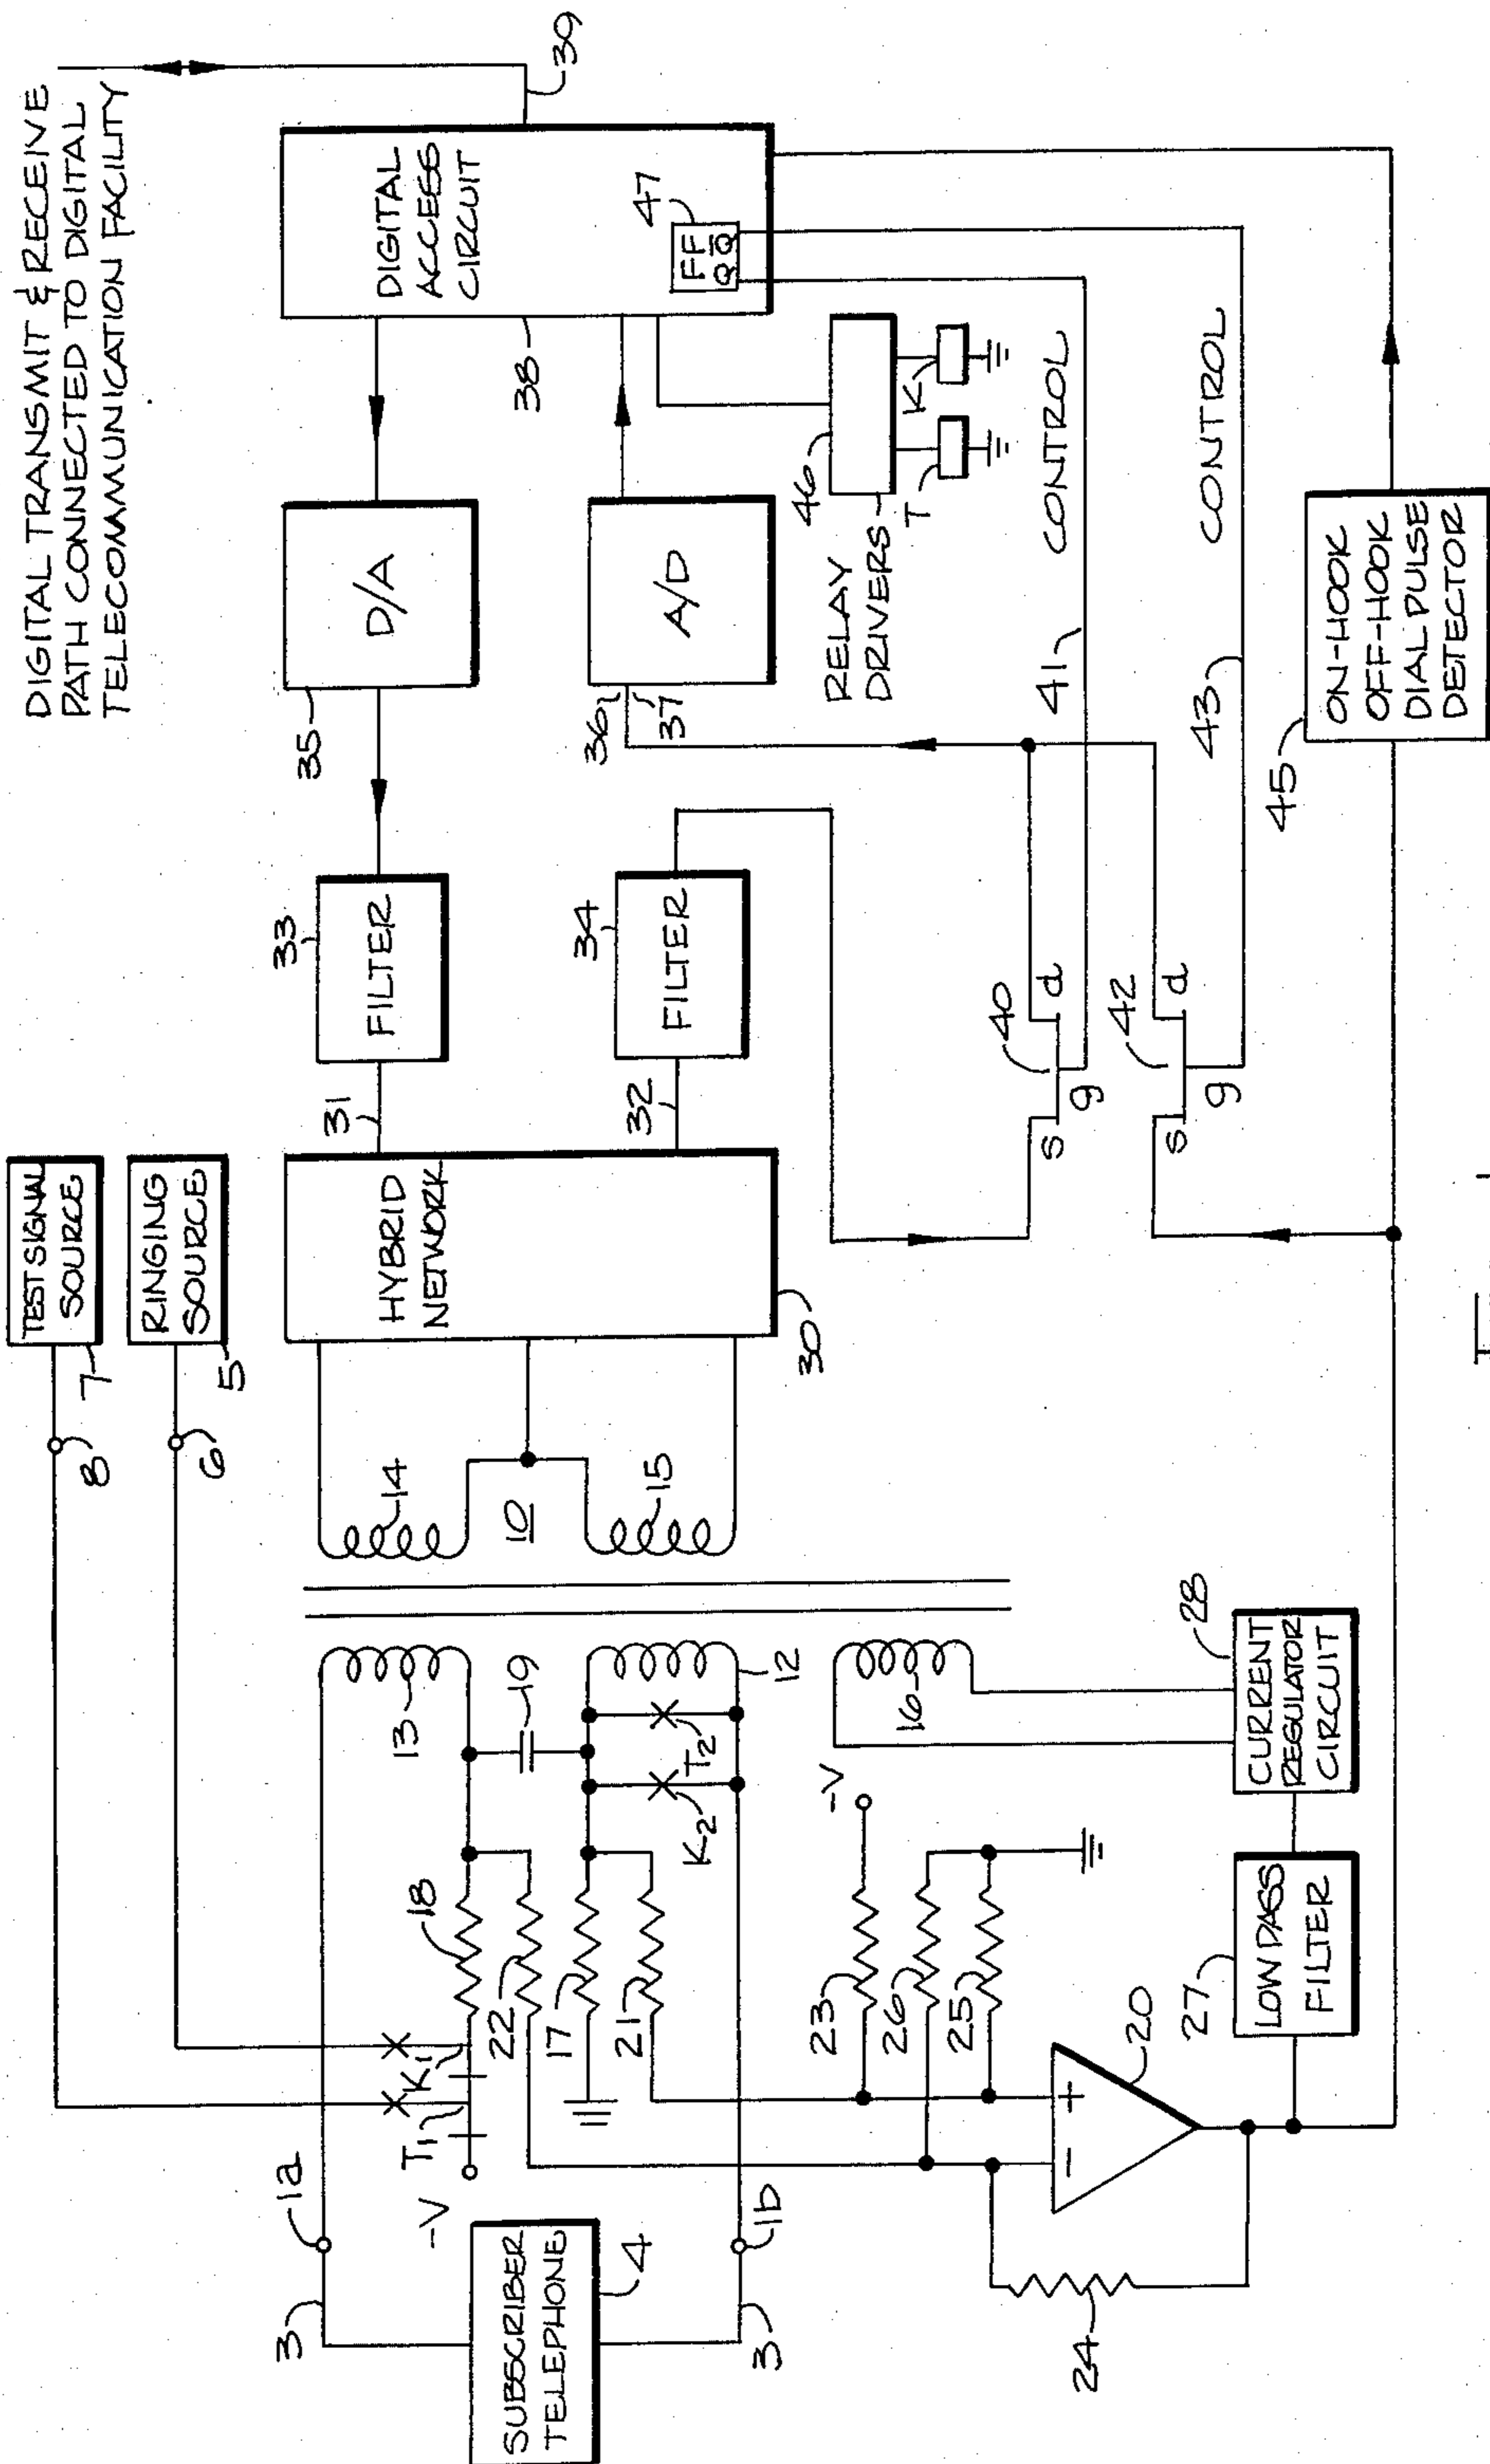 DIGITAL TRANSMIT & RECEIVE
PATH CONNECTED TO DIGITAL
TELECOMMUNICATION FACILITY
39
TEST SIGNAL
SOURCE
7
8
RINGING
SOURCE
5
6
33
FILTER
31
35
D/A
DIGITAL
ACCESS
CIRCUIT
38
47
FF
Q Q̅
HYBRID
NETWORK
30
32
34
FILTER
36
37
A/D
46
RELAY
DRIVERS
T
K
14
10
15
41
CONTROL
43
CONTROL
40
s
g
d
42
s
g
d
45
ON-HOOK
OFF-HOOK
DIAL PULSE
DETECTOR
3
1a
13
19
12
16
T1
K1
18
22
17
21
K2
T2
-V
SUBSCRIBER
TELEPHONE
4
3
1b
-V
23
26
25
28
CURRENT
REGULATOR
CIRCUIT
27
LOW PASS
FILTER
20
- +
24